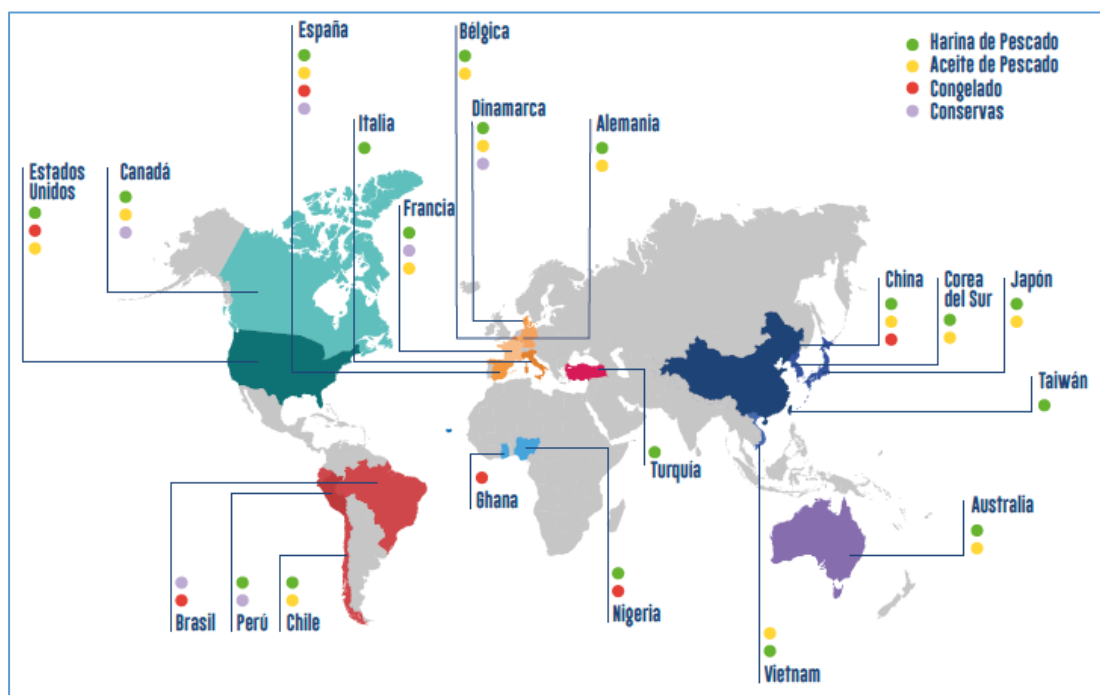 España
Bélgica
Harina de Pescado
Aceite de Pescado
Congelado
Conservas
Dinamarca
Italia
Alemania
Estados
Unidos
Canadá
Francia
China
Corea
del Sur
Japón
Taiwán
Turquía
Ghana
Australia
Nigeria
Brasil
Perú
Chile
Vietnam